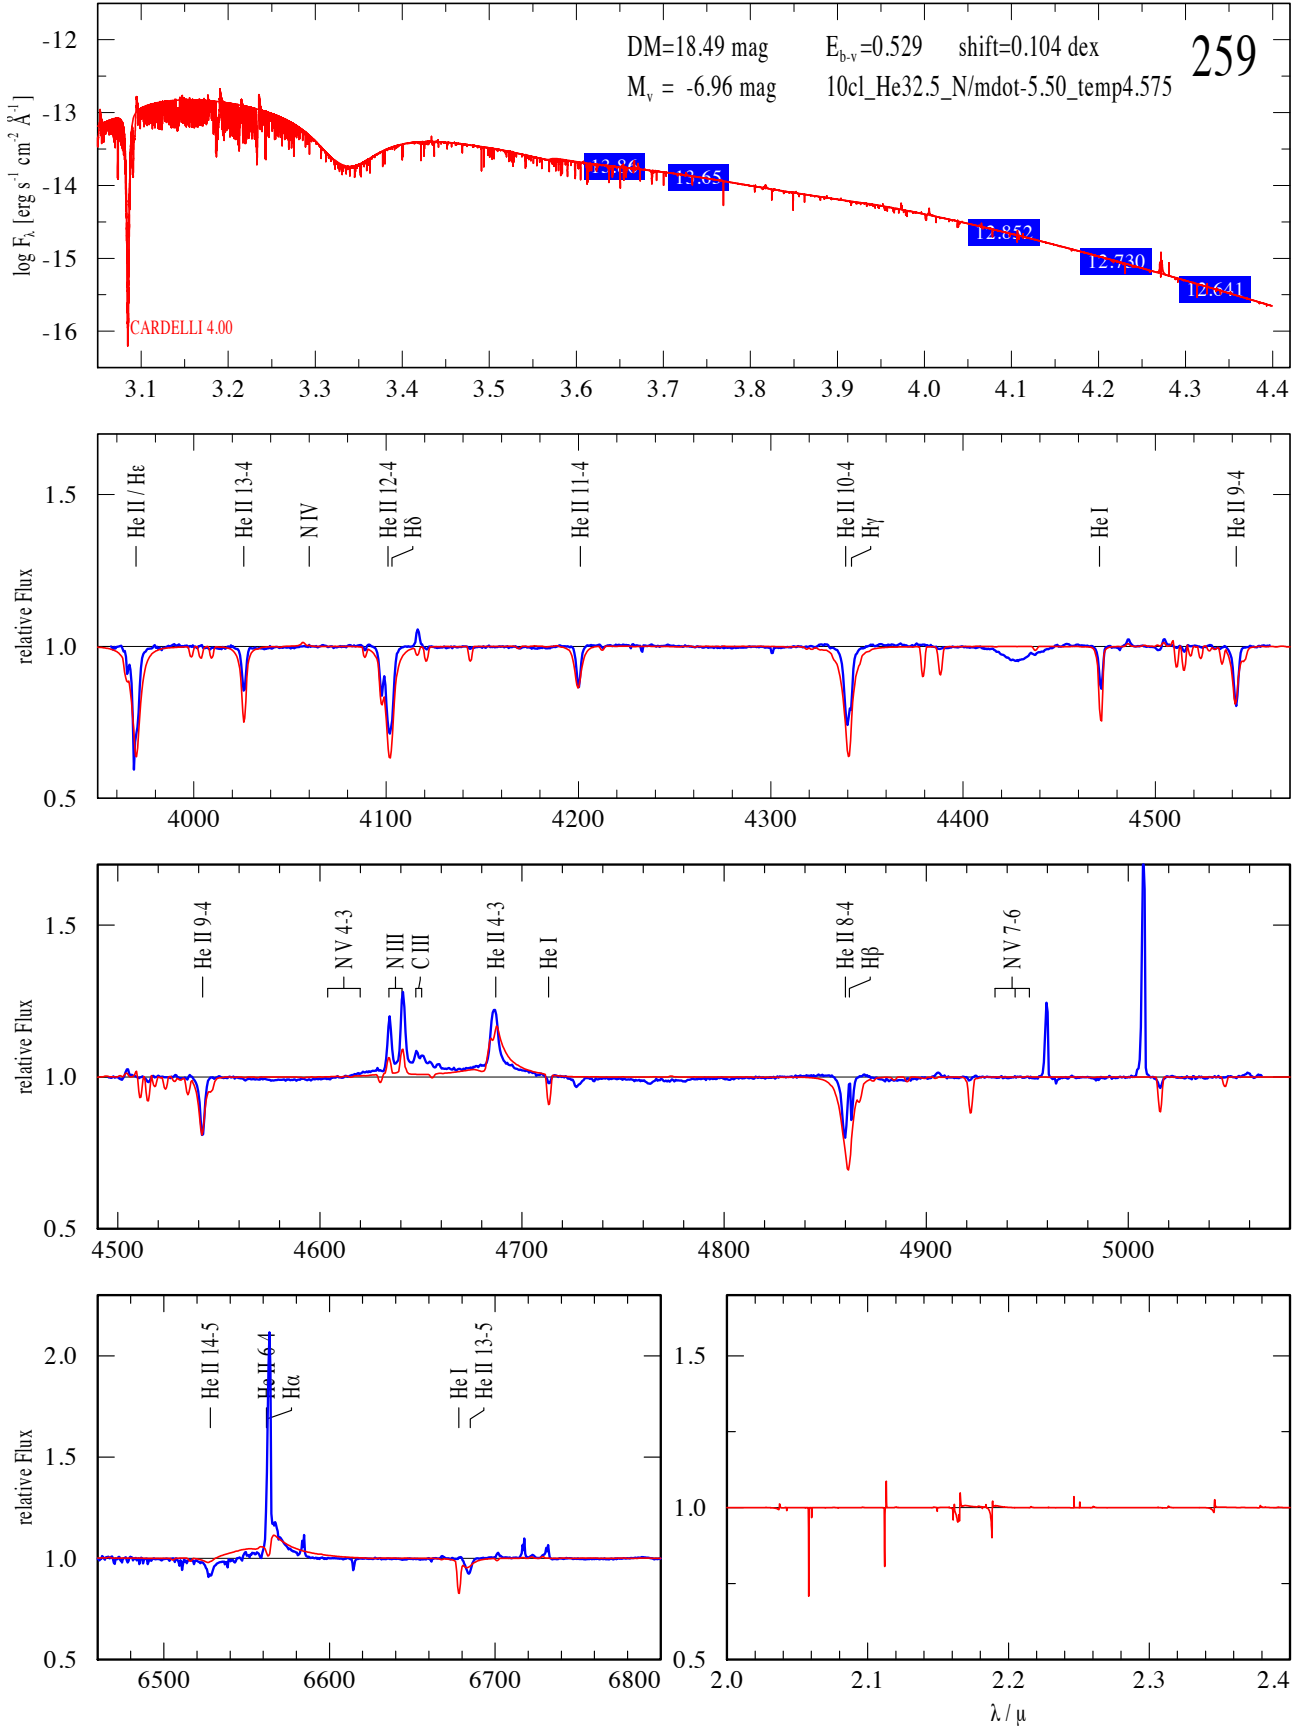 DM=18.49 mag E_b-v=0.529 shift=0.104 dex 259
M_v = -6.96 mag 10cl_He32.5_N/mdot-5.50_temp4.575
log F_λ [erg s⁻¹ cm⁻² Å⁻¹]
-12
-13
-14
-15
-16
13.86
13.65
12.852
12.730
12.641
CARDELLI 4.00
3.1 3.2 3.3 3.4 3.5 3.6 3.7 3.8 3.9 4.0 4.1 4.2 4.3 4.4
relative Flux
1.5
1.0
0.5
He II / Hε
He II 13-4
N IV
He II 12-4
Hδ
He II 11-4
He II 10-4
Hγ
He I
He II 9-4
4000 4100 4200 4300 4400 4500
relative Flux
1.5
1.0
0.5
He II 9-4
N V 4-3
N III
C III
He II 4-3
He I
He II 8-4
Hβ
N V 7-6
4500 4600 4700 4800 4900 5000
relative Flux
2.0
1.5
1.0
0.5
He II 14-5
He II 6-4
Hα
He I
He II 13-5
6500 6600 6700 6800
1.5
1.0
0.5
2.0 2.1 2.2 2.3 2.4
λ / μ